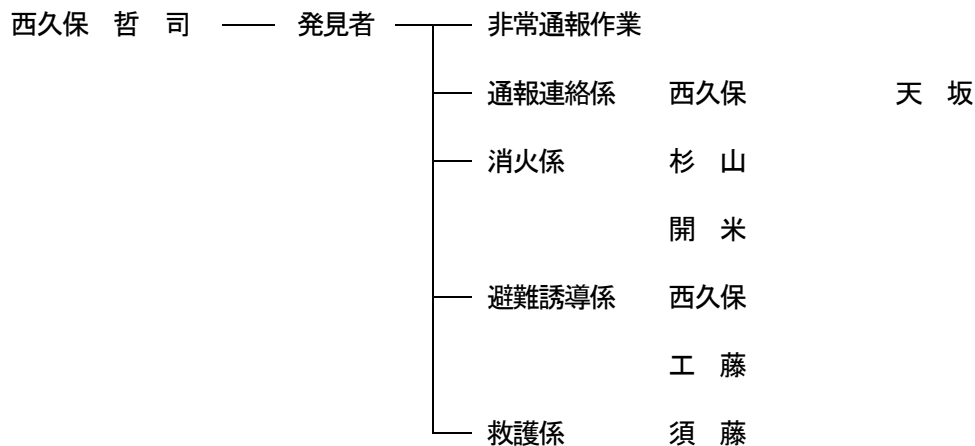 西久保　哲　司　発見者　非常通報作業
通報連絡係　西久保　天　坂
消火係　杉　山
開　米
避難誘導係　西久保
工　藤
救護係　須　藤